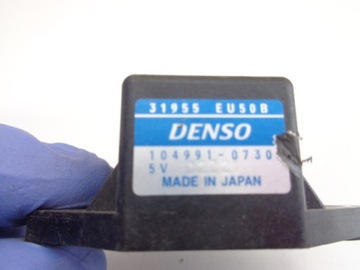 31955 EU50B
DENSO
104991-0730
5V
MADE IN JAPAN